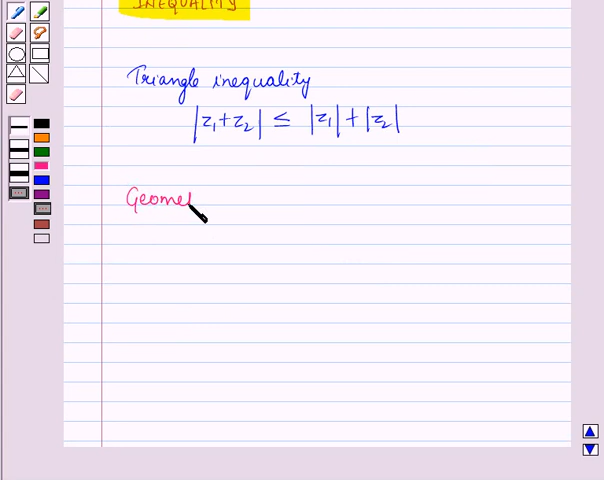 INEQUALITY
Triangle inequality
|z₁+z₂| ≤ |z₁|+|z₂|
Geome